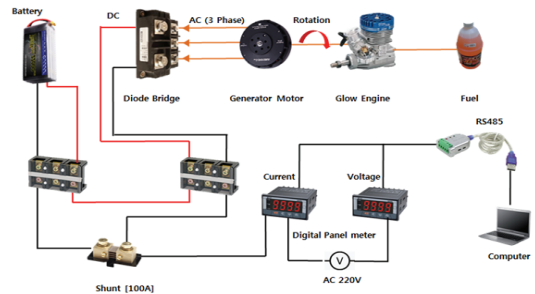 Battery
DC
AC (3 Phase)
Rotation
Diode Bridge
Generator Motor
Glow Engine
Fuel
RS485
Current
Voltage
Digital Panel meter
V
AC 220V
Computer
Shunt [100A]